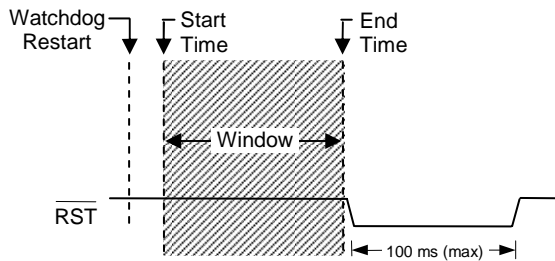 Watchdog
Restart
Start
Time
End
Time
Window
RST
100 ms (max)